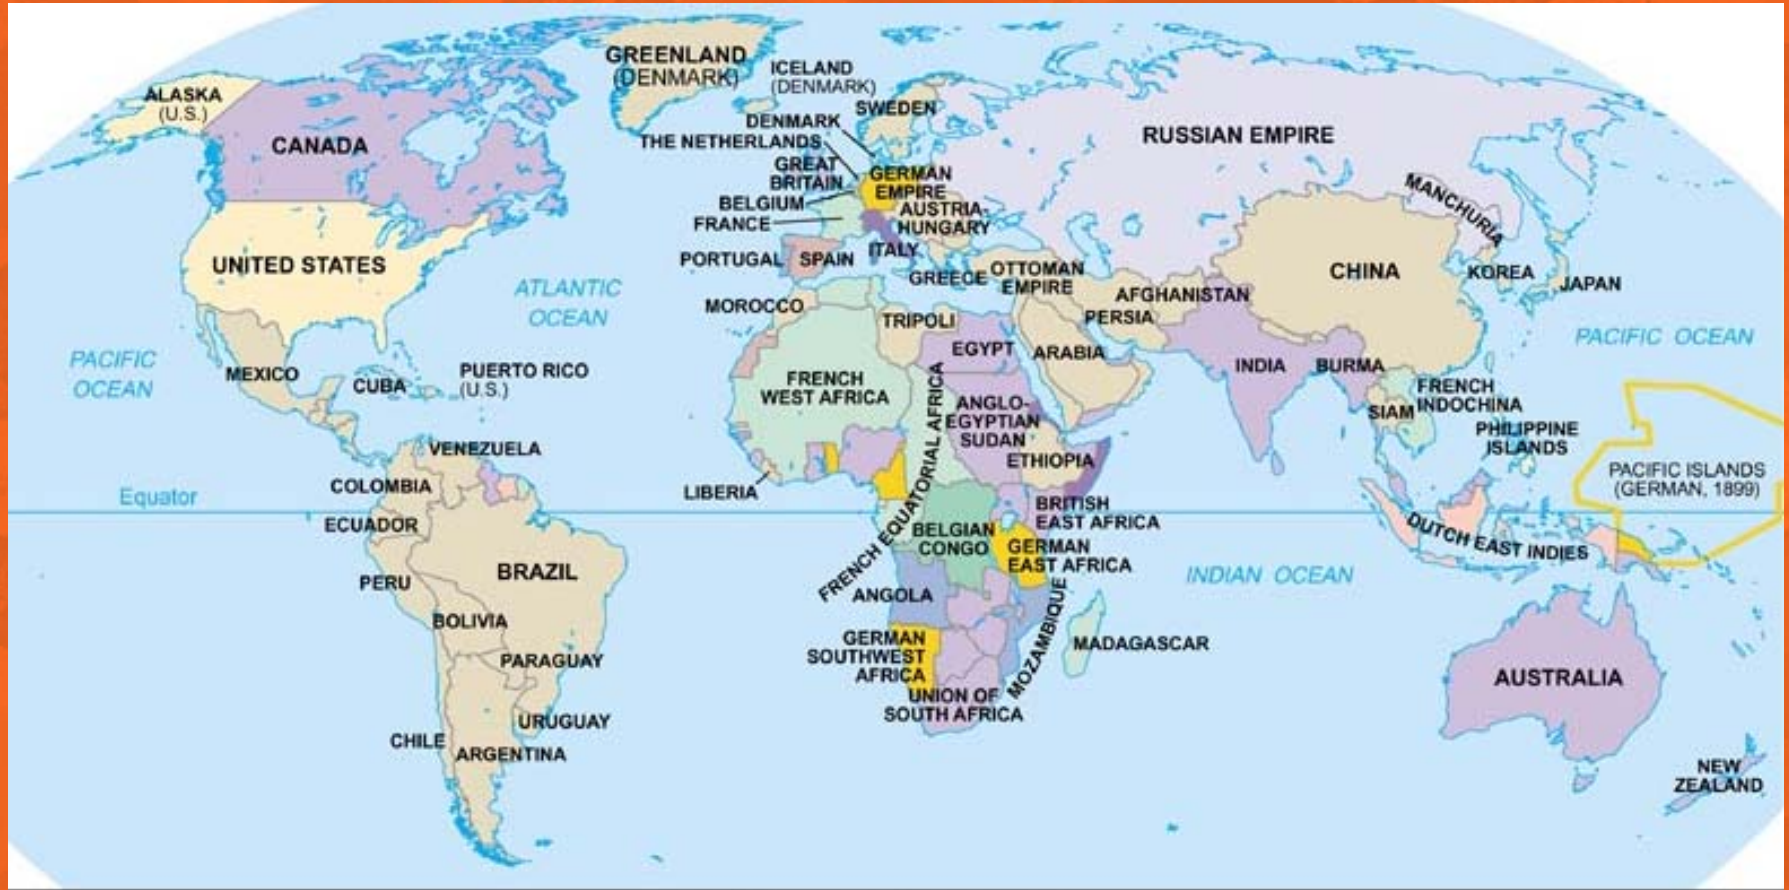 GREENLAND
(DENMARK)
ICELAND
(DENMARK)
ALASKA
(U.S.)
SWEDEN
DENMARK
CANADA
THE NETHERLANDS
RUSSIAN EMPIRE
GREAT
BRITAIN
GERMAN
EMPIRE
BELGIUM
AUSTRIA-
HUNGARY
FRANCE
MANCHURIA
ITALY
PORTUGAL
SPAIN
UNITED STATES
GREECE
OTTOMAN
EMPIRE
CHINA
KOREA
JAPAN
ATLANTIC
OCEAN
AFGHANISTAN
MOROCCO
PERSIA
TRIPOLI
PACIFIC OCEAN
EGYPT
ARABIA
PACIFIC
OCEAN
MEXICO
CUBA
PUERTO RICO
(U.S.)
INDIA
BURMA
FRENCH
WEST AFRICA
FRENCH
INDOCHINA
SIAM
ANGLO-
EGYPTIAN
SUDAN
PHILIPPINE
ISLANDS
VENEZUELA
ETHIOPIA
PACIFIC ISLANDS
(GERMAN, 1899)
COLOMBIA
LIBERIA
FRENCH EQUATORIAL AFRICA
Equator
BRITISH
EAST AFRICA
ECUADOR
BELGIAN
CONGO
DUTCH EAST INDIES
GERMAN
EAST AFRICA
PERU
BRAZIL
INDIAN OCEAN
ANGOLA
BOLIVIA
MOZAMBIQUE
GERMAN
SOUTHWEST
AFRICA
MADAGASCAR
PARAGUAY
AUSTRALIA
UNION OF
SOUTH AFRICA
URUGUAY
CHILE
ARGENTINA
NEW
ZEALAND